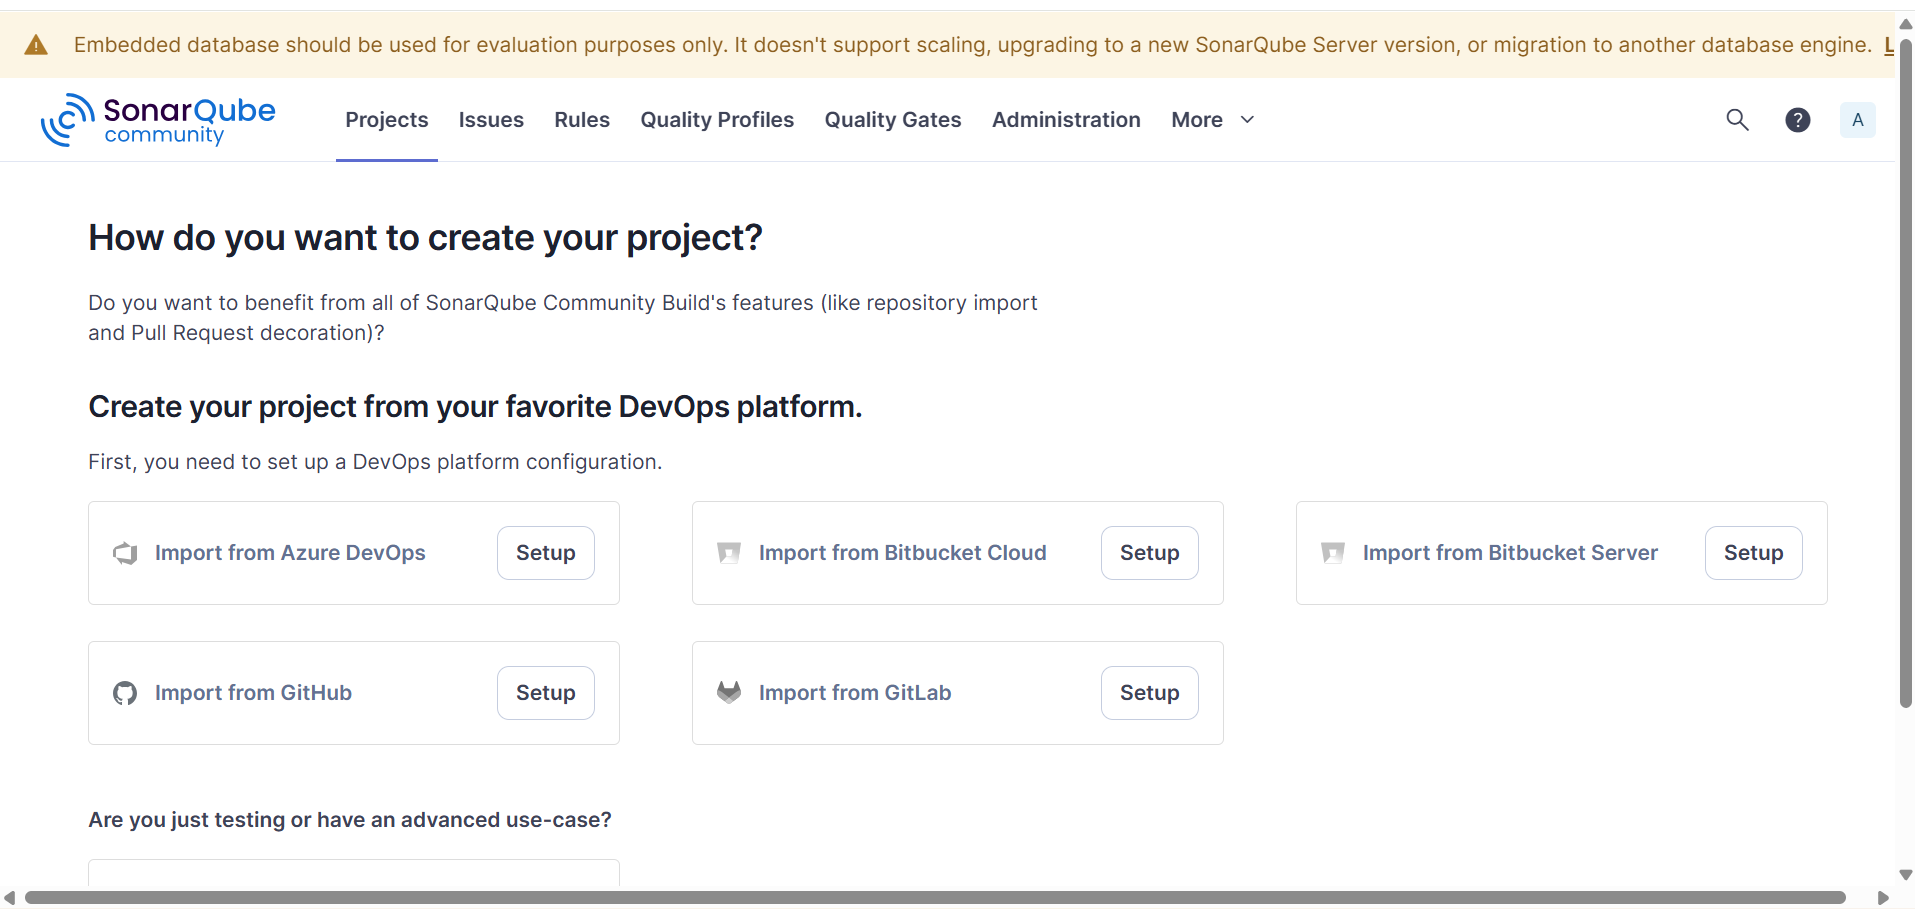 Embedded database should be used for evaluation purposes only. It doesn't support scaling, upgrading to a new SonarQube Server version, or migration to another database engine.
SonarQube
community
Projects
Issues
Rules
Quality Profiles
Quality Gates
Administration
More
?
A
How do you want to create your project?
Do you want to benefit from all of SonarQube Community Build's features (like repository import
and Pull Request decoration)?
Create your project from your favorite DevOps platform.
First, you need to set up a DevOps platform configuration.
Import from Azure DevOps
Setup
Import from Bitbucket Cloud
Setup
Import from Bitbucket Server
Setup
Import from GitHub
Setup
Import from GitLab
Setup
Are you just testing or have an advanced use-case?